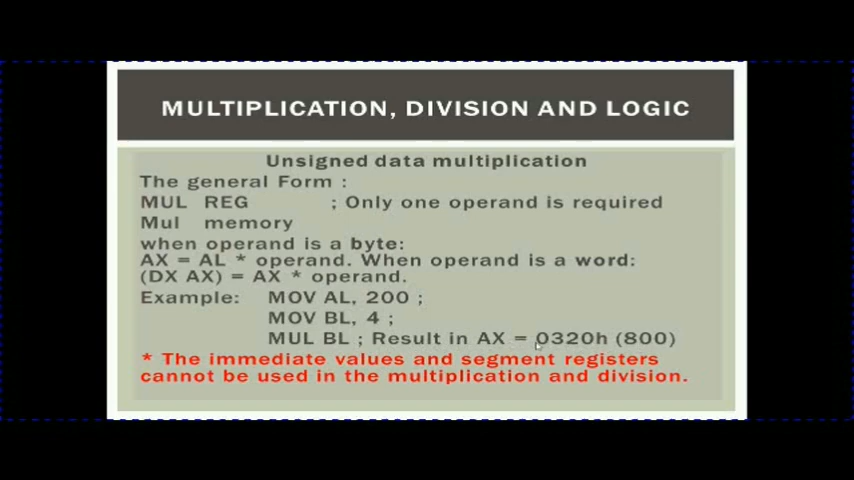 MULTIPLICATION, DIVISION AND LOGIC
Unsigned data multiplication
The general Form :
MUL REG ; Only one operand is required
Mul memory
when operand is a byte:
AX = AL * operand. When operand is a word:
(DX AX) = AX * operand.
Example: MOV AL, 200 ;
MOV BL, 4 ;
MUL BL ; Result in AX = 0320h (800)
* The immediate values and segment registers
cannot be used in the multiplication and division.